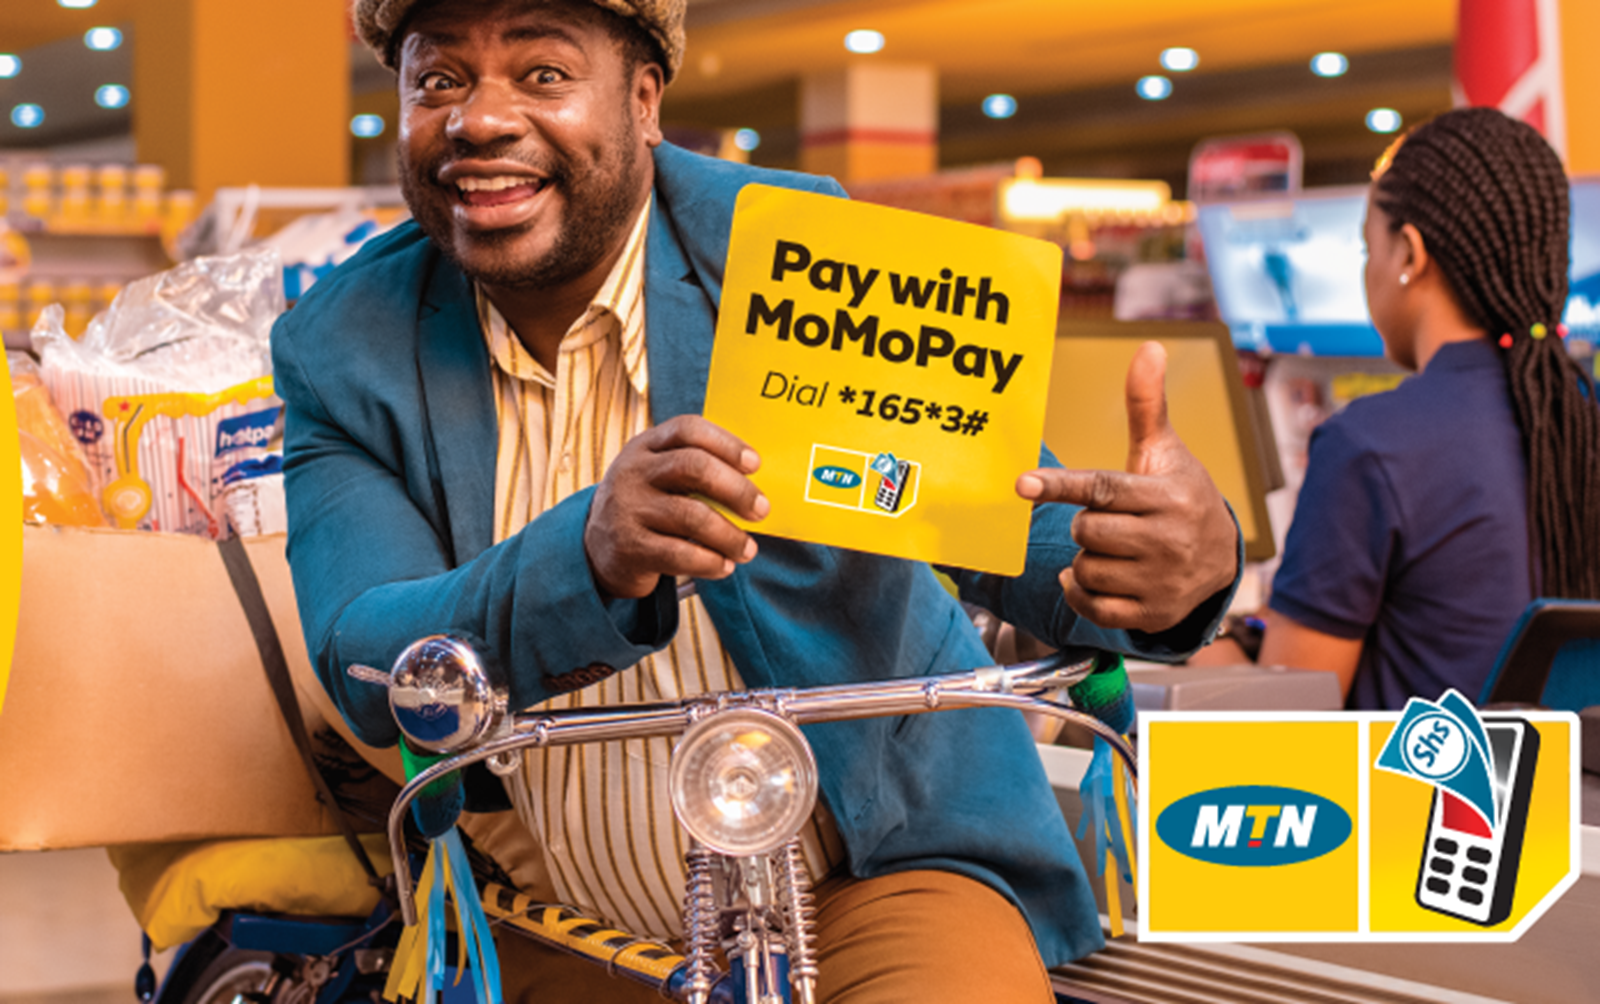 Pay with
MoMoPay
Dial *165*3#
MTN
MTN
Shs